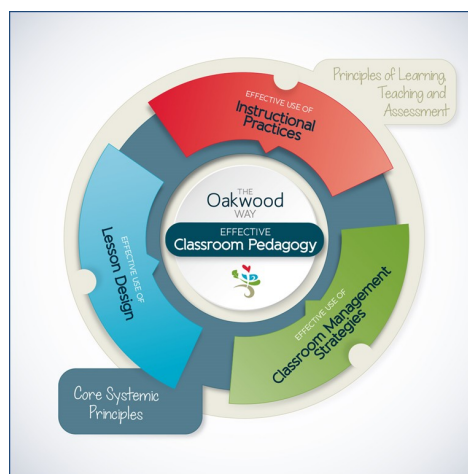 Principles of Learning,
Teaching and
Assessment
EFFECTIVE USE OF
Instructional
Practices
THE
Oakwood
WAY
EFFECTIVE
Classroom Pedagogy
EFFECTIVE USE OF
Lesson Design
EFFECTIVE USE OF
Classroom Management
Strategies
Core Systemic
Principles